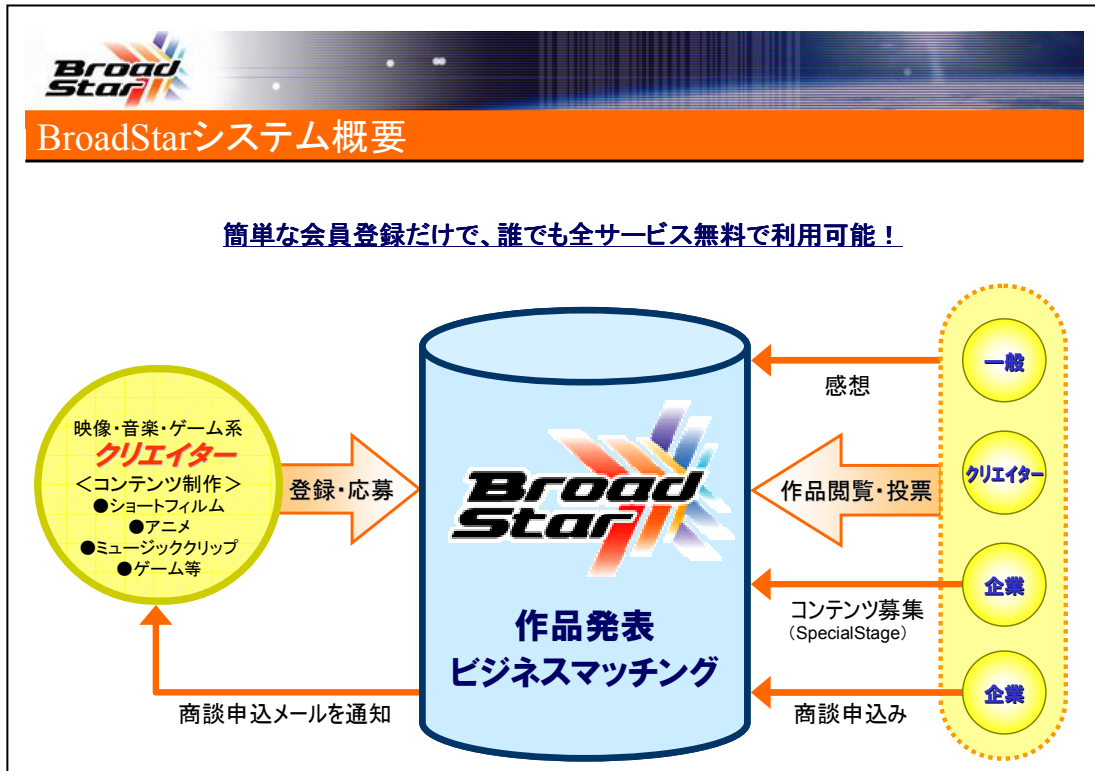 Broad
Star
BroadStarシステム概要
簡単な会員登録だけで、誰でも全サービス無料で利用可能！
映像・音楽・ゲーム系
クリエイター
＜コンテンツ制作＞
●ショートフィルム
●アニメ
●ミュージッククリップ
●ゲーム等
登録・応募
Broad
Star
作品発表
ビジネスマッチング
商談申込メールを通知
一般
感想
クリエイター
作品閲覧・投票
企業
コンテンツ募集
（SpecialStage）
企業
商談申込み